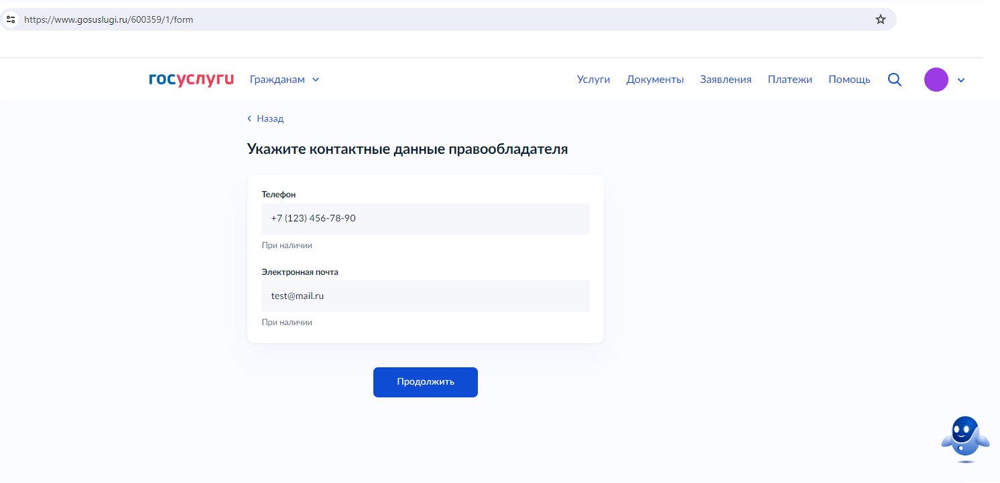 https://www.gosuslugi.ru/600359/1/form
госуслуги Гражданам Услуги Документы Заявления Платежи Помощь
Назад
Укажите контактные данные правообладателя
Телефон
+7 (123) 456-78-90
При наличии
Электронная почта
test@mail.ru
При наличии
Продолжить